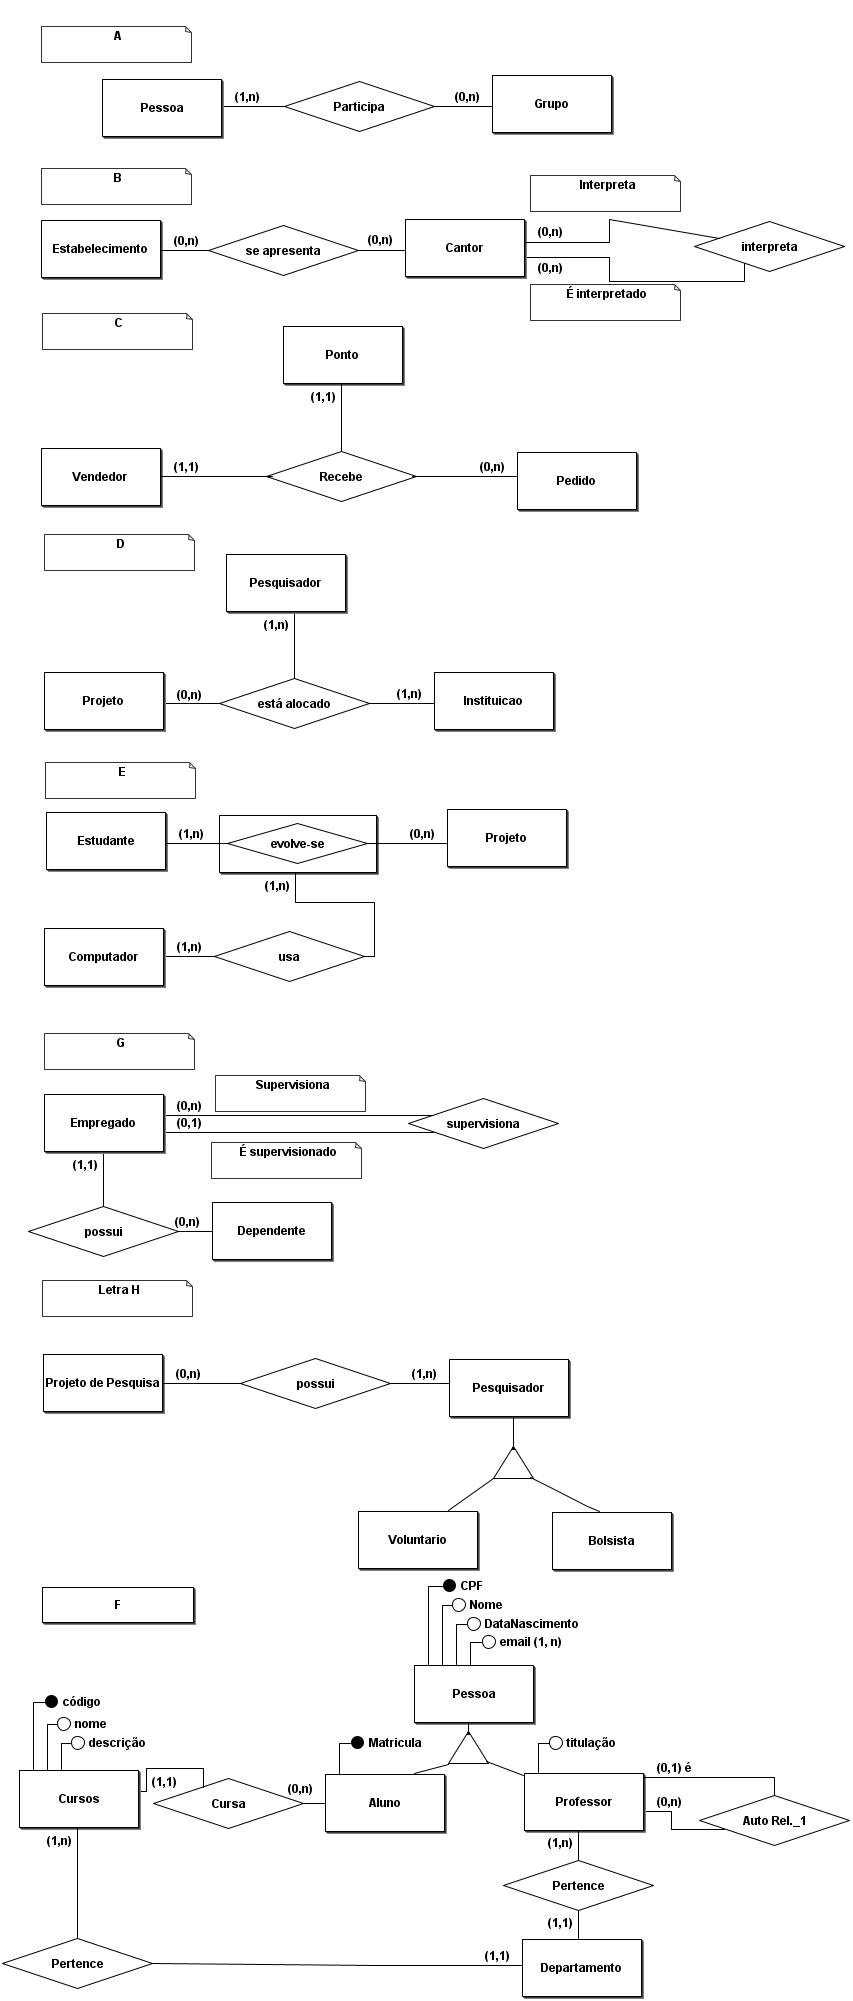 A
Pessoa
(1,n)
Participa
(0,n)
Grupo
B
Interpreta
Estabelecimento
(0,n)
se apresenta
(0,n)
Cantor
(0,n)
(0,n)
interpreta
É interpretado
C
Ponto
(1,1)
Vendedor
(1,1)
Recebe
(0,n)
Pedido
D
Pesquisador
(1,n)
Projeto
(0,n)
está alocado
(1,n)
Instituicao
E
Estudante
(1,n)
evolve-se
(0,n)
Projeto
(1,n)
Computador
(1,n)
usa
G
Supervisiona
Empregado
(0,n)
(0,1)
supervisiona
É supervisionado
(1,1)
possui
(0,n)
Dependente
Letra H
Projeto de Pesquisa
(0,n)
possui
(1,n)
Pesquisador
Voluntario
Bolsista
F
CPF
Nome
DataNascimento
email (1, n)
Pessoa
código
nome
descrição
Matricula
titulação
Cursos
(1,1)
Cursa
(0,n)
Aluno
Professor
(0,1) é
(0,n)
Auto Rel._1
(1,n)
(1,n)
Pertence
(1,1)
Pertence
(1,1)
Departamento